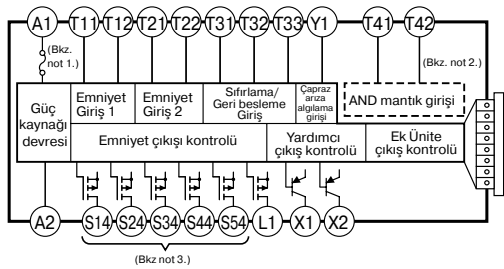 A1 T11 T12 T21 T22 T31 T32 T33 Y1 T41 T42
(Bkz.
not 1.)
(Bkz. not 2.)
Güç
kaynağı
devresi
Emniyet
Giriş 1
Emniyet
Giriş 2
Sıfırlama/
Geri besleme
Giriş
Çapraz
arıza
algılama
girişi
AND mantık girişi
Emniyet çıkışı kontrolü
Yardımcı
çıkış kontrolü
Ek Ünite
çıkış kontrolü
A2 S14 S24 S34 S44 S54 L1 X1 X2
(Bkz not 3.)